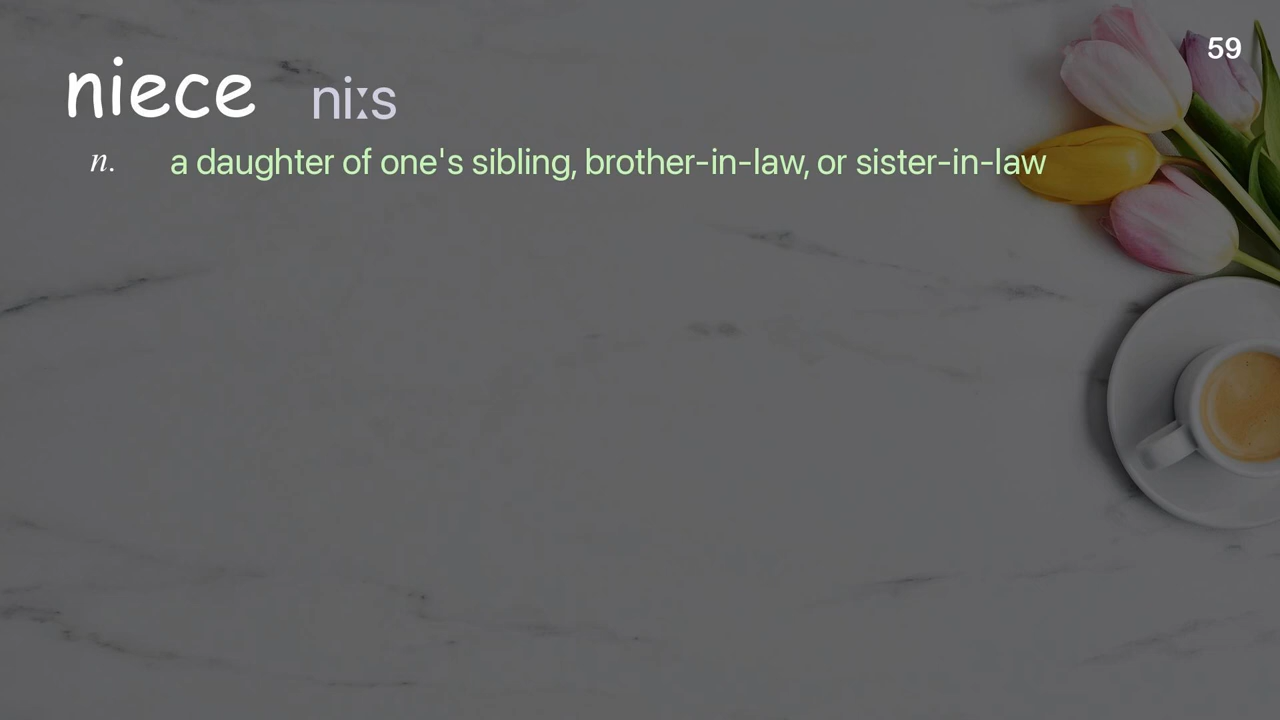 59
niece niːs
n. a daughter of one's sibling, brother-in-law, or sister-in-law